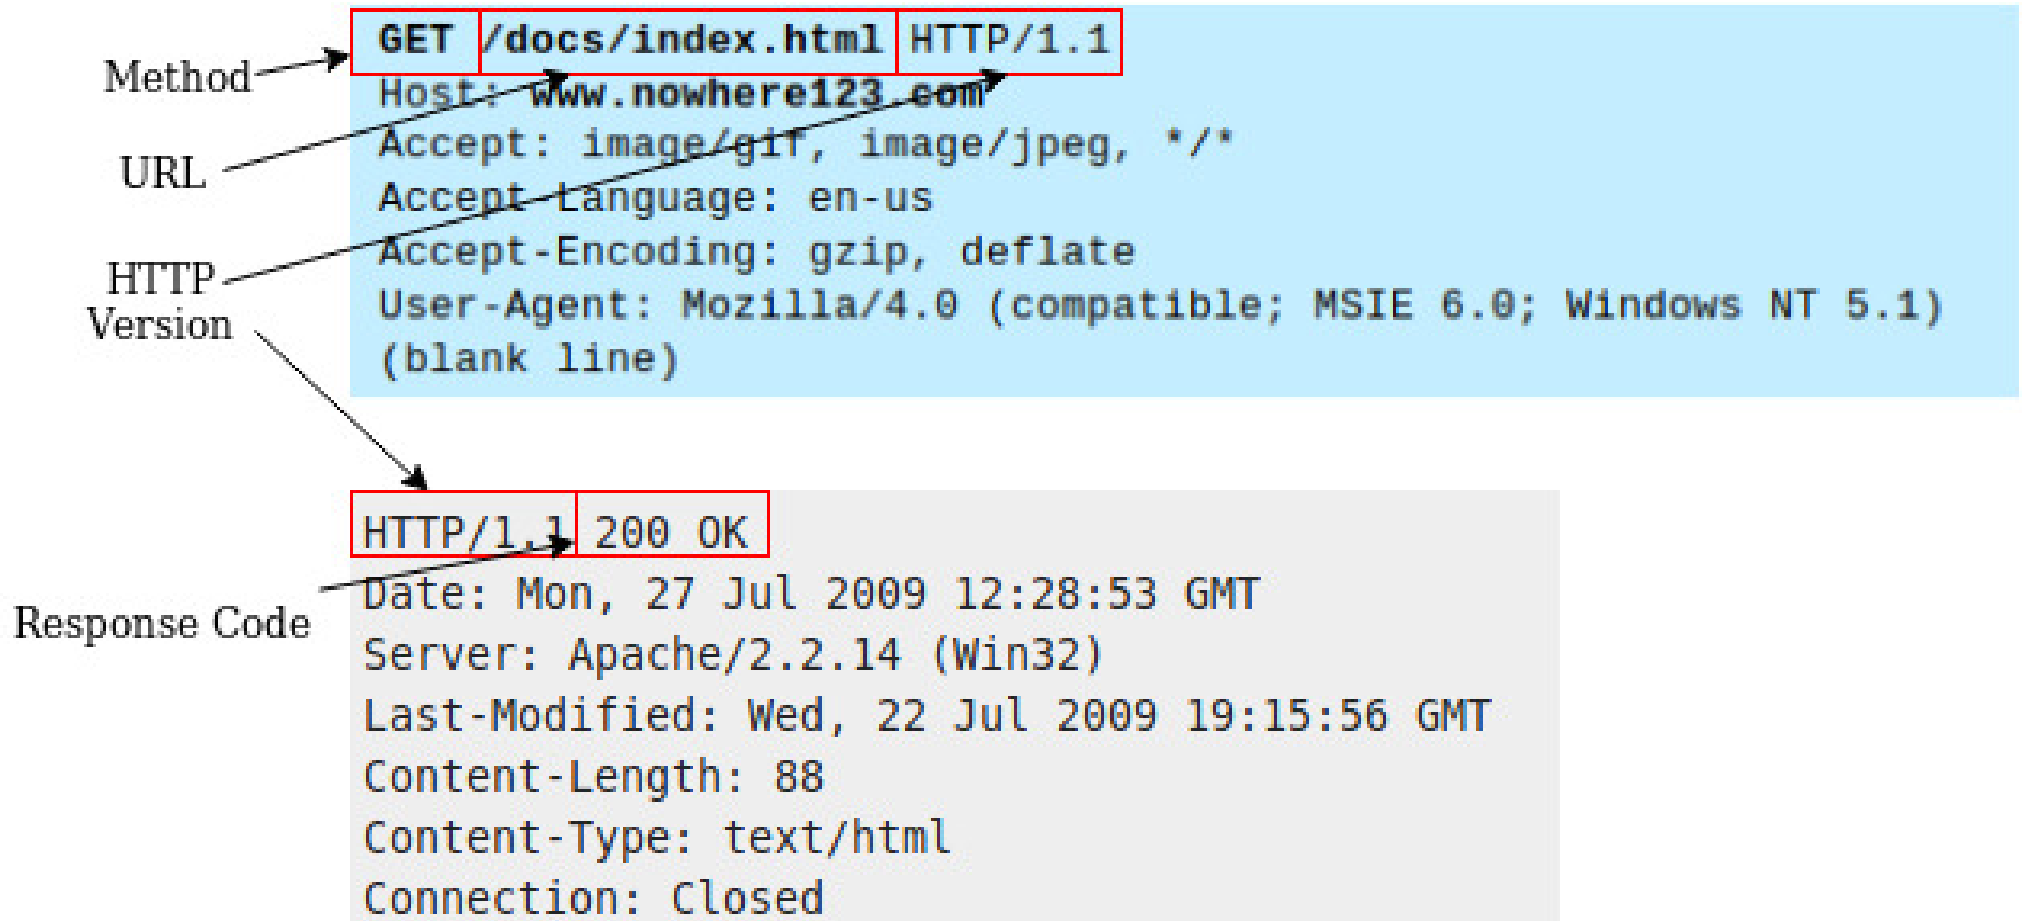 Method
URL
HTTP
Version
GET /docs/index.html HTTP/1.1
Host: www.nowhere123.com
Accept: image/gif, image/jpeg, */*
Accept-Language: en-us
Accept-Encoding: gzip, deflate
User-Agent: Mozilla/4.0 (compatible; MSIE 6.0; Windows NT 5.1)
(blank line)
Response Code
HTTP/1.1 200 OK
Date: Mon, 27 Jul 2009 12:28:53 GMT
Server: Apache/2.2.14 (Win32)
Last-Modified: Wed, 22 Jul 2009 19:15:56 GMT
Content-Length: 88
Content-Type: text/html
Connection: Closed